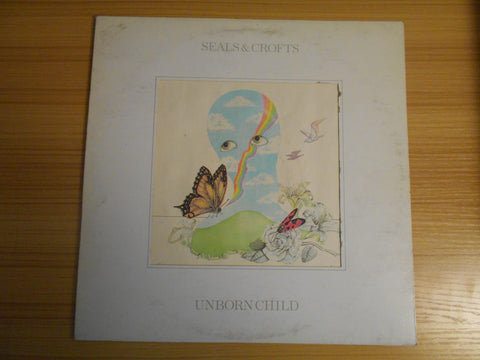 SEALS & CROFTS
UNBORN CHILD